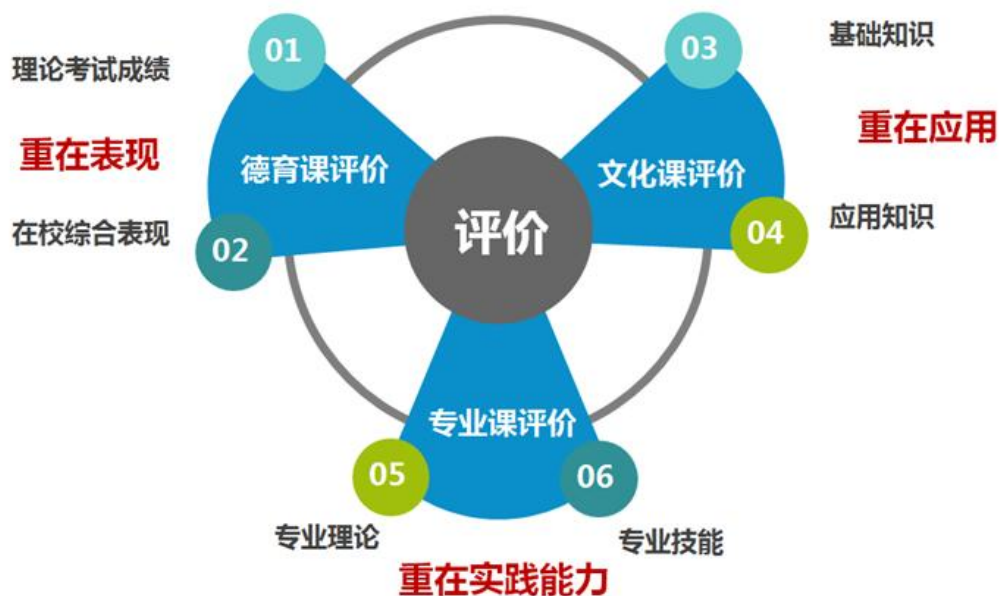 01
理论考试成绩
重在表现
德育课评价
在校综合表现
02
03
基础知识
重在应用
文化课评价
04
应用知识
评价
专业课评价
05
06
专业理论
专业技能
重在实践能力